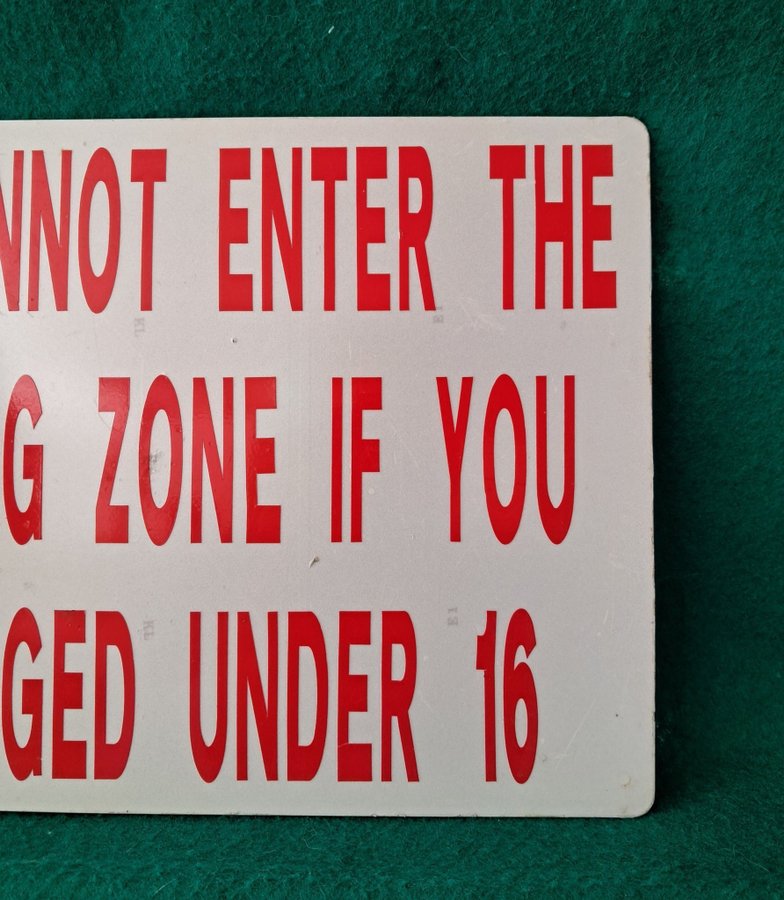 NNOT ENTER THE
G ZONE IF YOU
GED UNDER 16